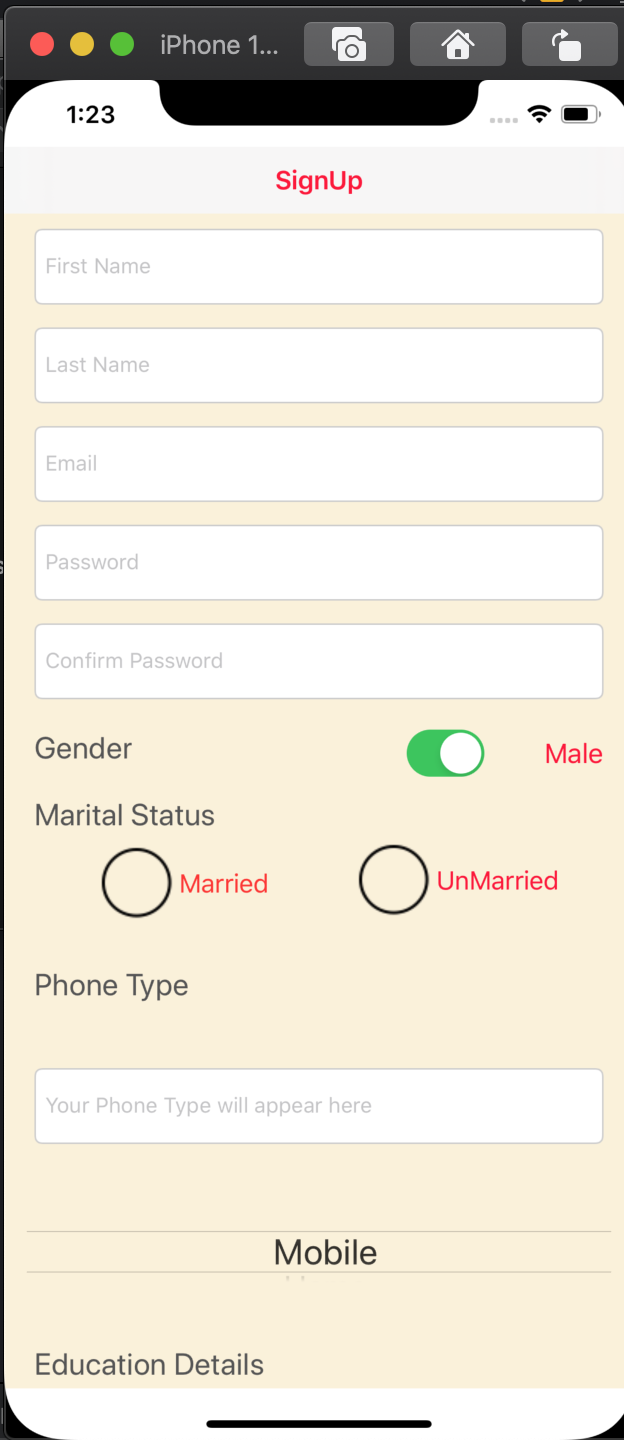 iPhone 1...
1:23
SignUp
First Name
Last Name
Email
Password
Confirm Password
Gender
Male
Marital Status
Married
UnMarried
Phone Type
Your Phone Type will appear here
Mobile
Education Details